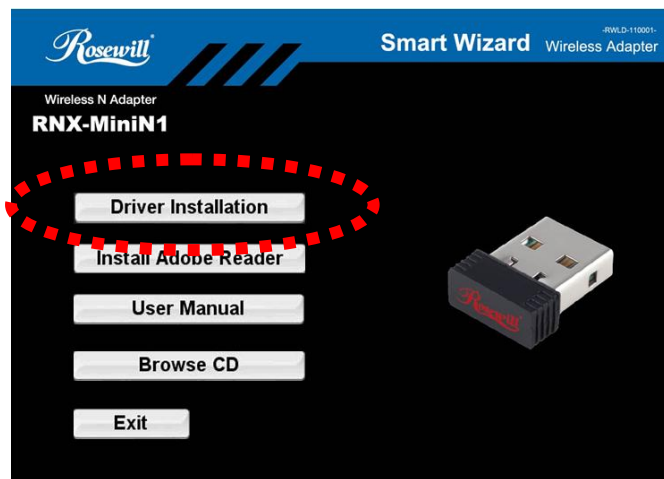 Rosewill
Smart Wizard
-RWLD-110001-
Wireless Adapter
Wireless N Adapter
RNX-MiniN1
Driver Installation
Install Adobe Reader
User Manual
Browse CD
Exit
Rosewill